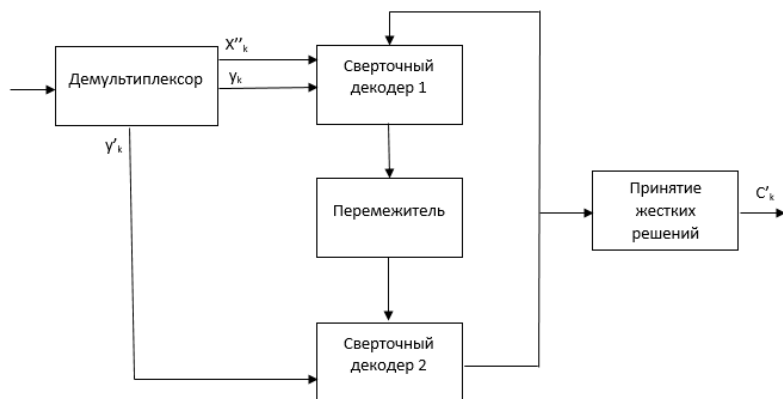 X''k
Демультиплексор
yk
Сверточный
декодер 1
y'k
Перемежитель
Принятие
жестких
решений
C'k
Сверточный
декодер 2